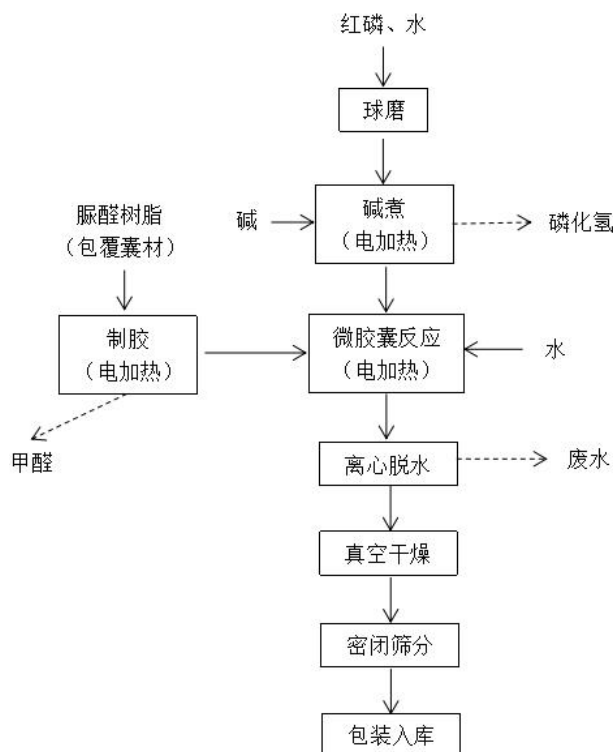 红磷、水
球磨
碱
碱煮
（电加热）
磷化氢
脲醛树脂
（包覆囊材）
制胶
（电加热）
微胶囊反应
（电加热）
水
甲醛
离心脱水
废水
真空干燥
密闭筛分
包装入库